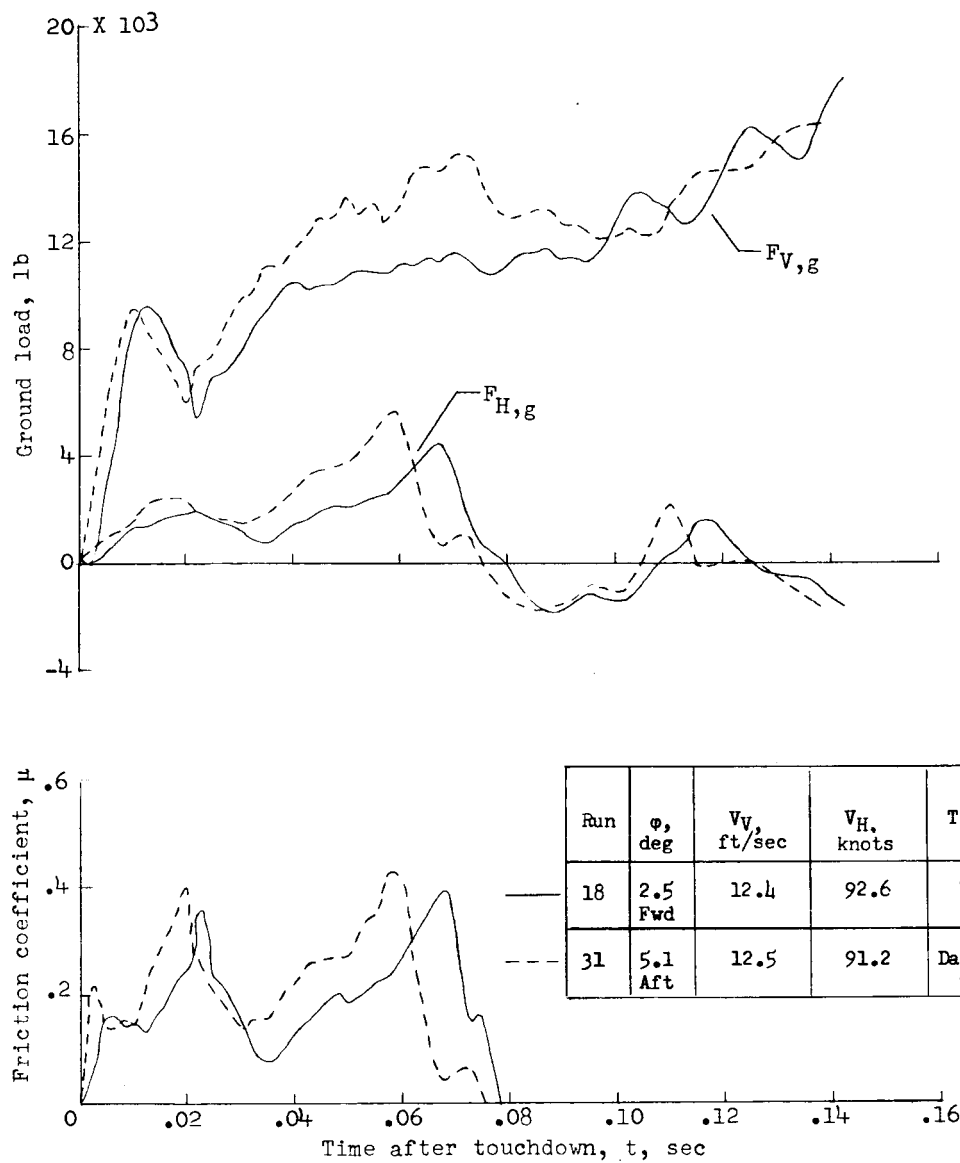 20 X 10³
16
12
8
4
0
-4
Ground load, lb
F_V,g
F_H,g
.6
.4
.2
0
Friction coefficient, μ
Run φ, deg V_V, ft/sec V_H, knots T
18 2.5 Fwd 12.4 92.6
31 5.1 Aft 12.5 91.2 Da
0 .02 .04 .06 .08 .10 .12 .14 .16
Time after touchdown, t, sec